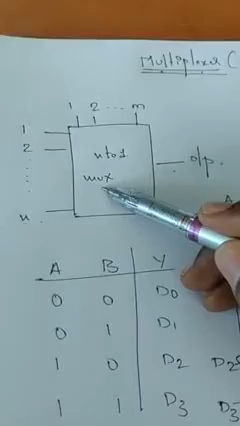 Multiplexer (
1 2 ... m
1
2
n to 1
mux
o/p.
n
A B Y
0 0 D0
0 1 D1
1 0 D2 D2
1 1 D3 D3